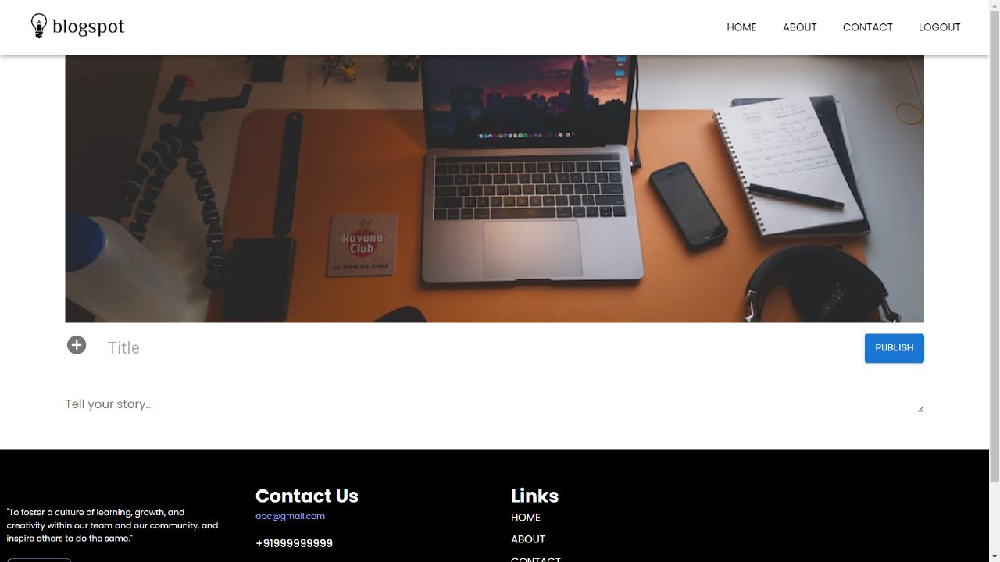 blogspot
HOME ABOUT CONTACT LOGOUT
Havana
Club
EL RON DE CUBA
Title
PUBLISH
Tell your story...
"To foster a culture of learning, growth, and
creativity within our team and our community, and
inspire others to do the same."
Contact Us
abc@gmail.com
+91999999999
Links
HOME
ABOUT
CONTACT